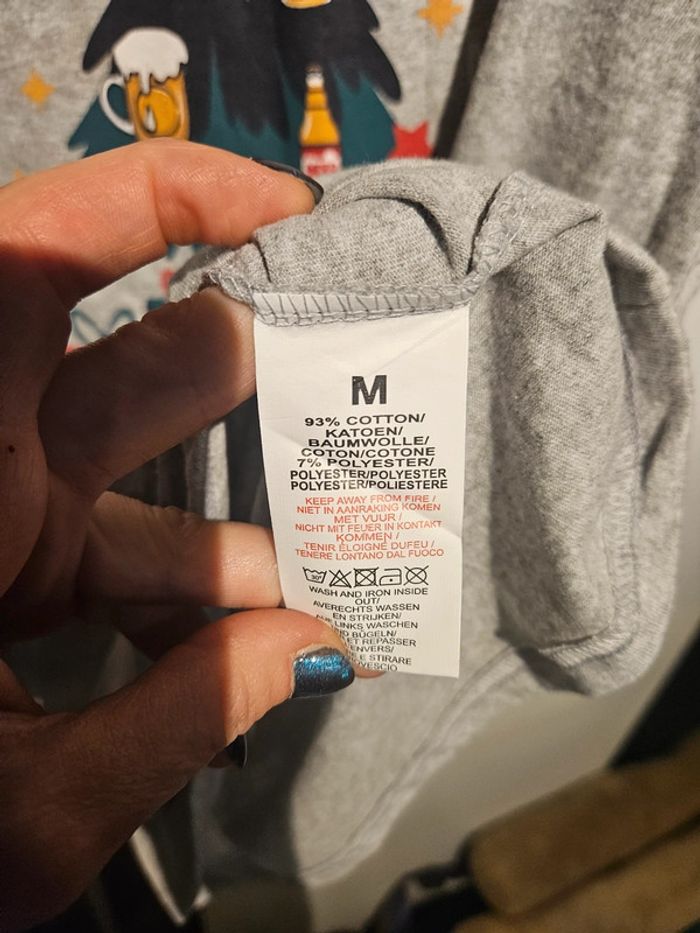 M
93% COTTON/
KATOEN/
BAUMWOLLE/
COTON/COTONE
7% POLYESTER/
POLYESTER/POLYESTER
POLYESTER/POLIESTERE
KEEP AWAY FROM FIRE /
NIET IN AANRAKING KOMEN
MET VUUR /
NICHT MIT FEUER IN KONTAKT
KOMMEN /
TENIR ÉLOIGNÉ DUFEU /
TENERE LONTANO DAL FUOCO
30°
WASH AND IRON INSIDE
OUT/
AVERECHTS WASSEN
EN STRIJKEN/
LINKS WASCHEN
BÜGELN/
ET REPASSER
ENVERS/
E STIRARE